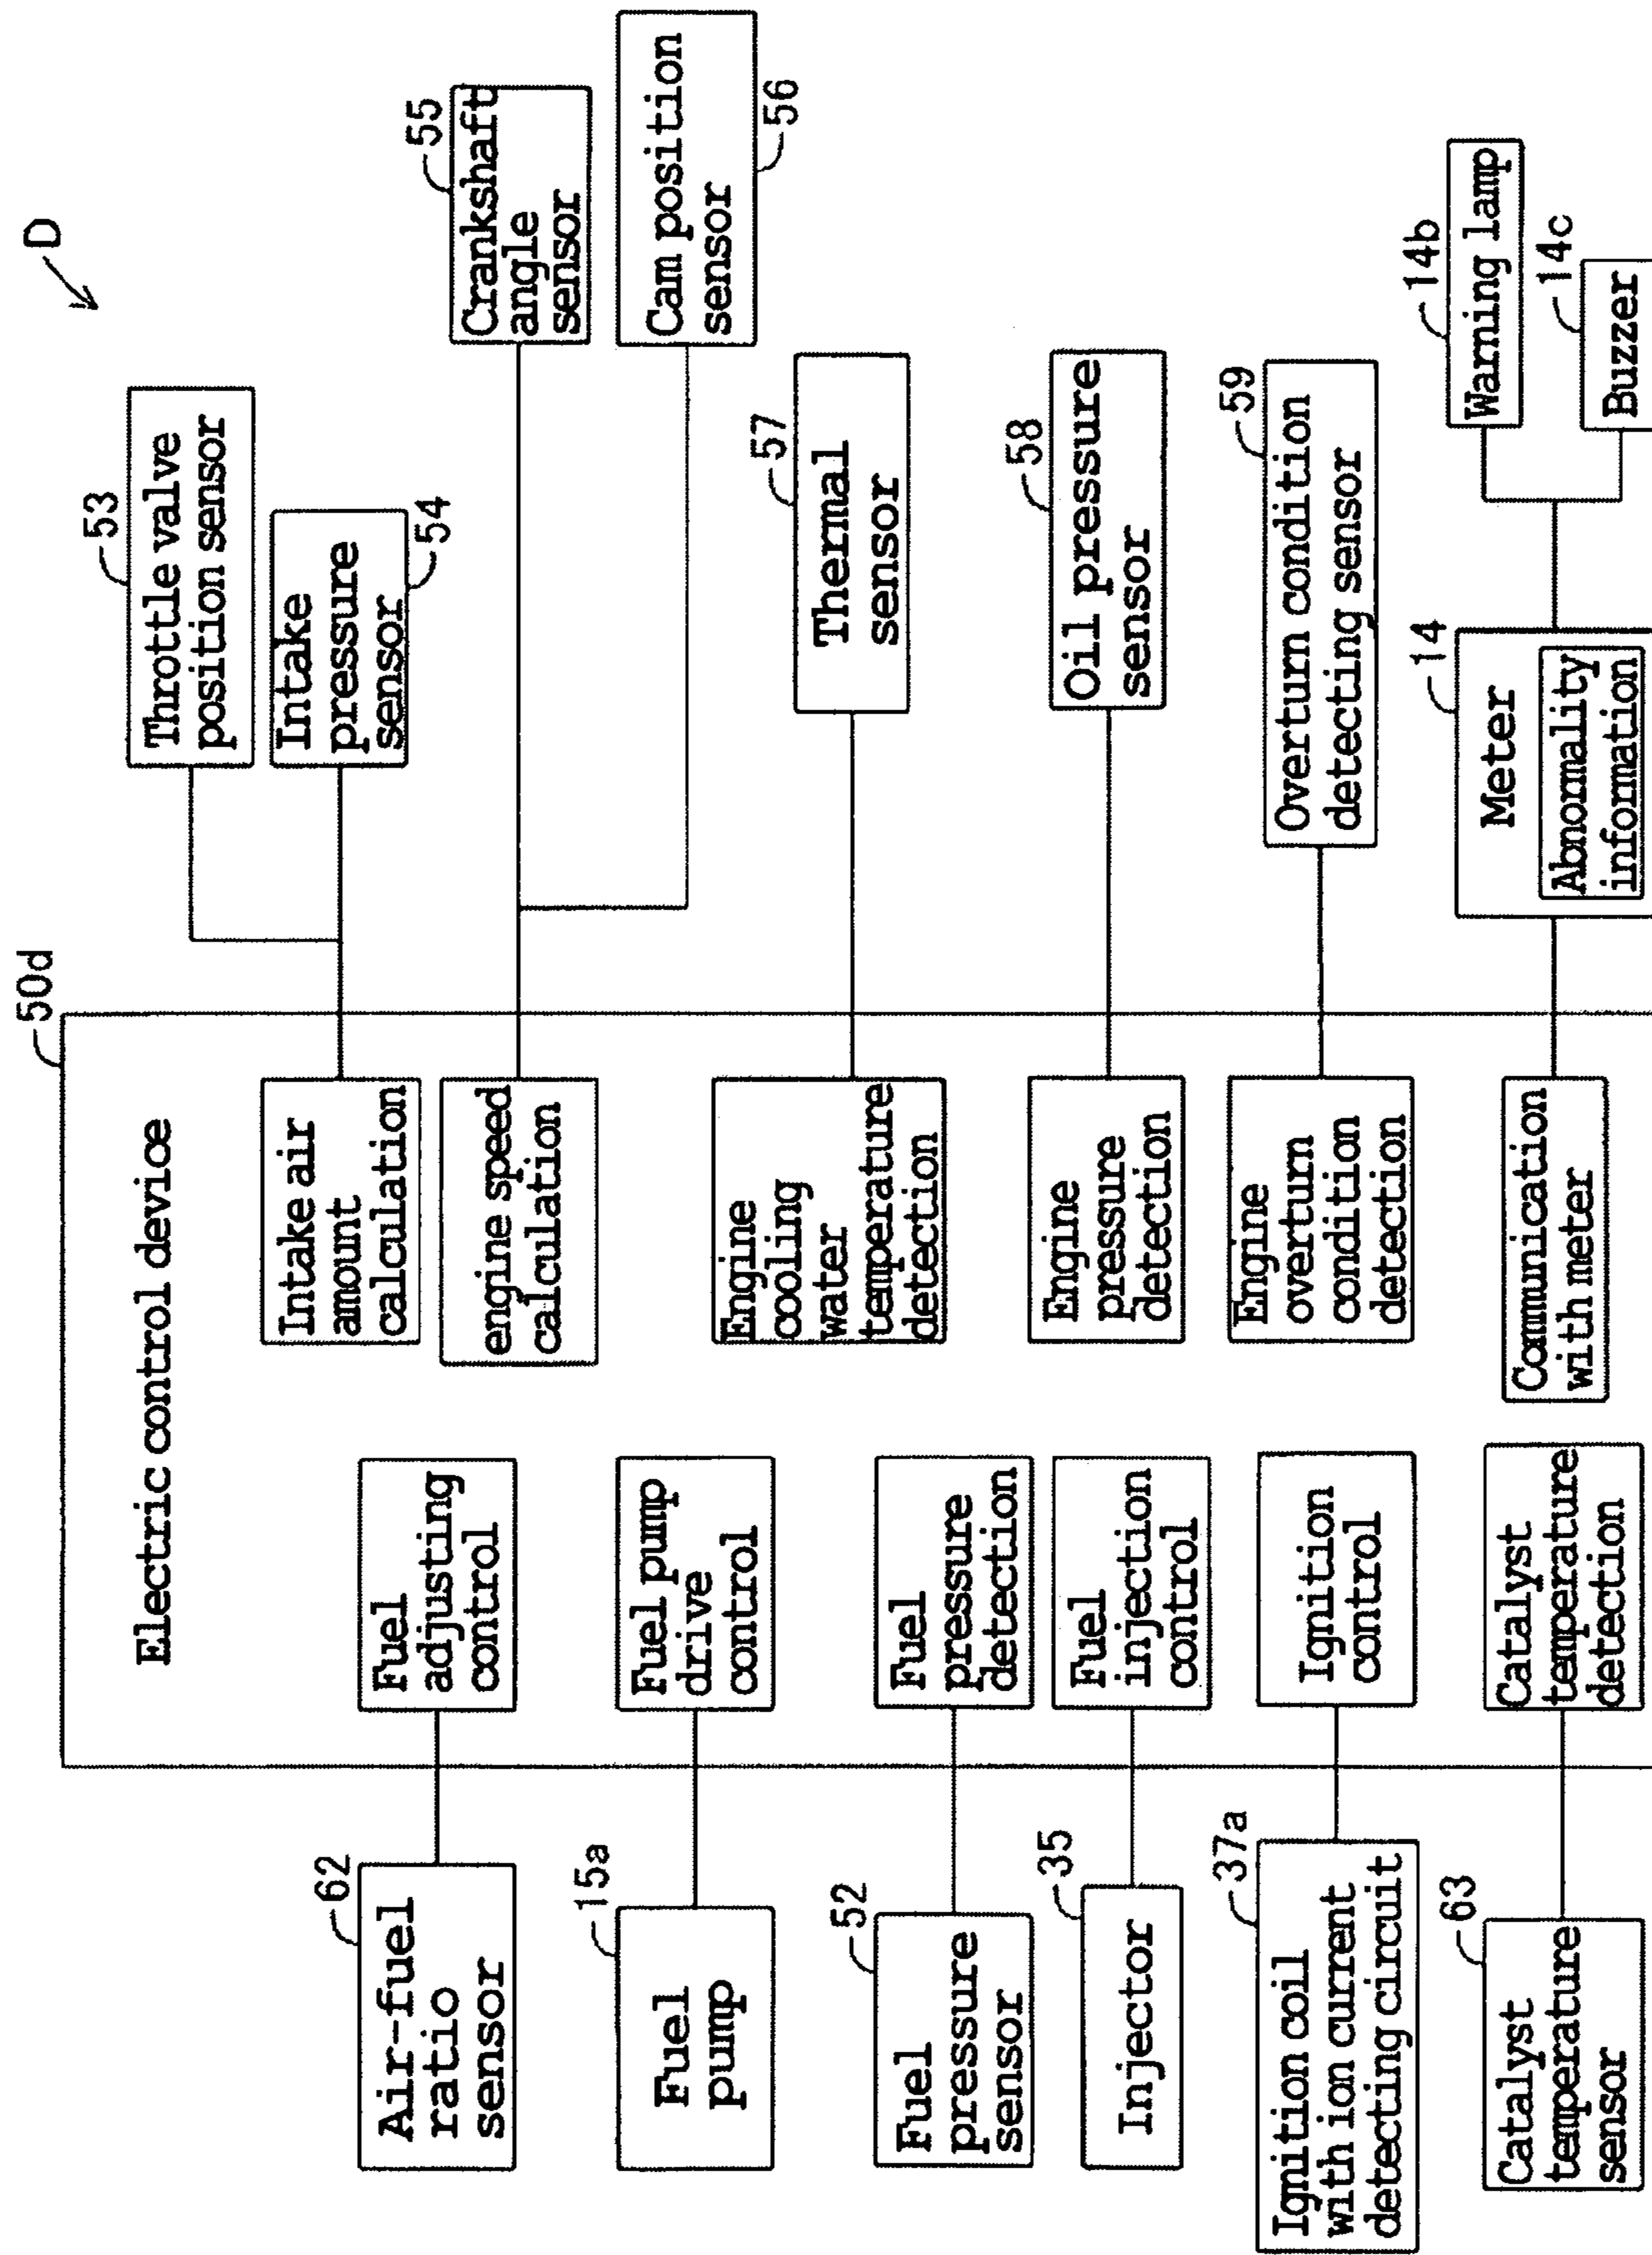 D
50d
Electric control device
62
Air-fuel
ratio
sensor
Fuel
adjusting
control
Intake air
amount
calculation
53
Throttle valve
position sensor
Intake
pressure
sensor
54
engine speed
calculation
55
Crankshaft
angle
sensor
Cam position
sensor
56
15a
Fuel
pump
Fuel pump
drive
control
Engine
cooling
water
temperature
detection
57
Thermal
sensor
52
Fuel
pressure
sensor
Fuel
pressure
detection
35
Injector
Fuel
injection
control
Engine
pressure
detection
58
Oil pressure
sensor
37a
Ignition coil
with ion current
detecting circuit
Ignition
control
Engine
overturn
condition
detection
59
Overturn condition
detecting sensor
63
Catalyst
temperature
sensor
Catalyst
temperature
detection
Communication
with meter
14
Meter
Abnormality
information
14b
Warning lamp
14c
Buzzer